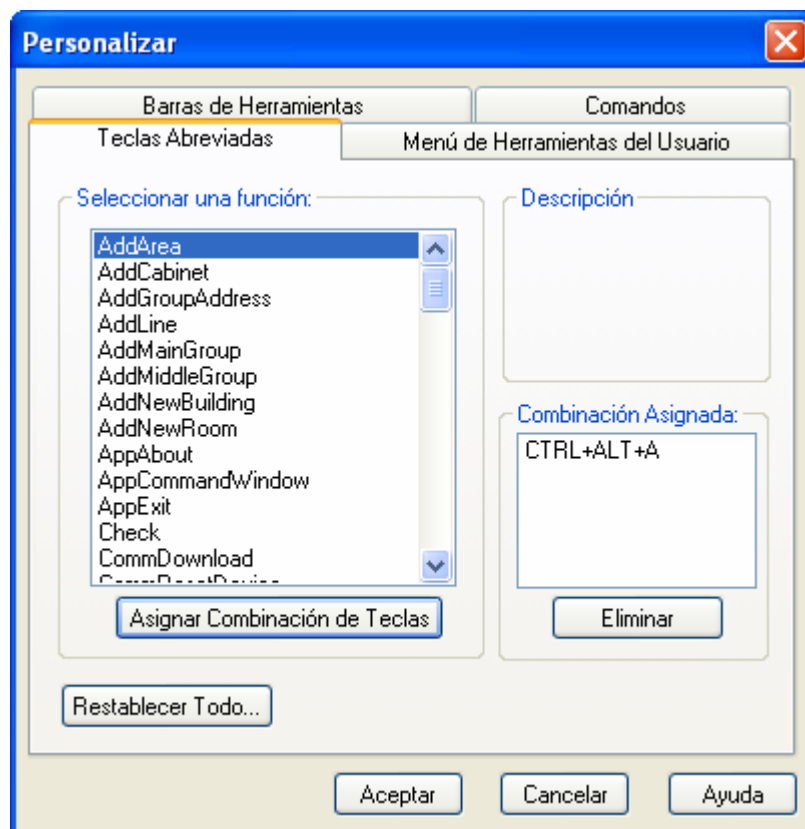 Personalizar
Barras de Herramientas
Comandos
Teclas Abreviadas
Menú de Herramientas del Usuario
Seleccionar una función:
AddArea
AddCabinet
AddGroupAddress
AddLine
AddMainGroup
AddMiddleGroup
AddNewBuilding
AddNewRoom
AppAbout
AppCommandWindow
AppExit
Check
CommDownload
Asignar Combinación de Teclas
Descripción
Combinación Asignada:
CTRL+ALT+A
Eliminar
Restablecer Todo...
Aceptar
Cancelar
Ayuda